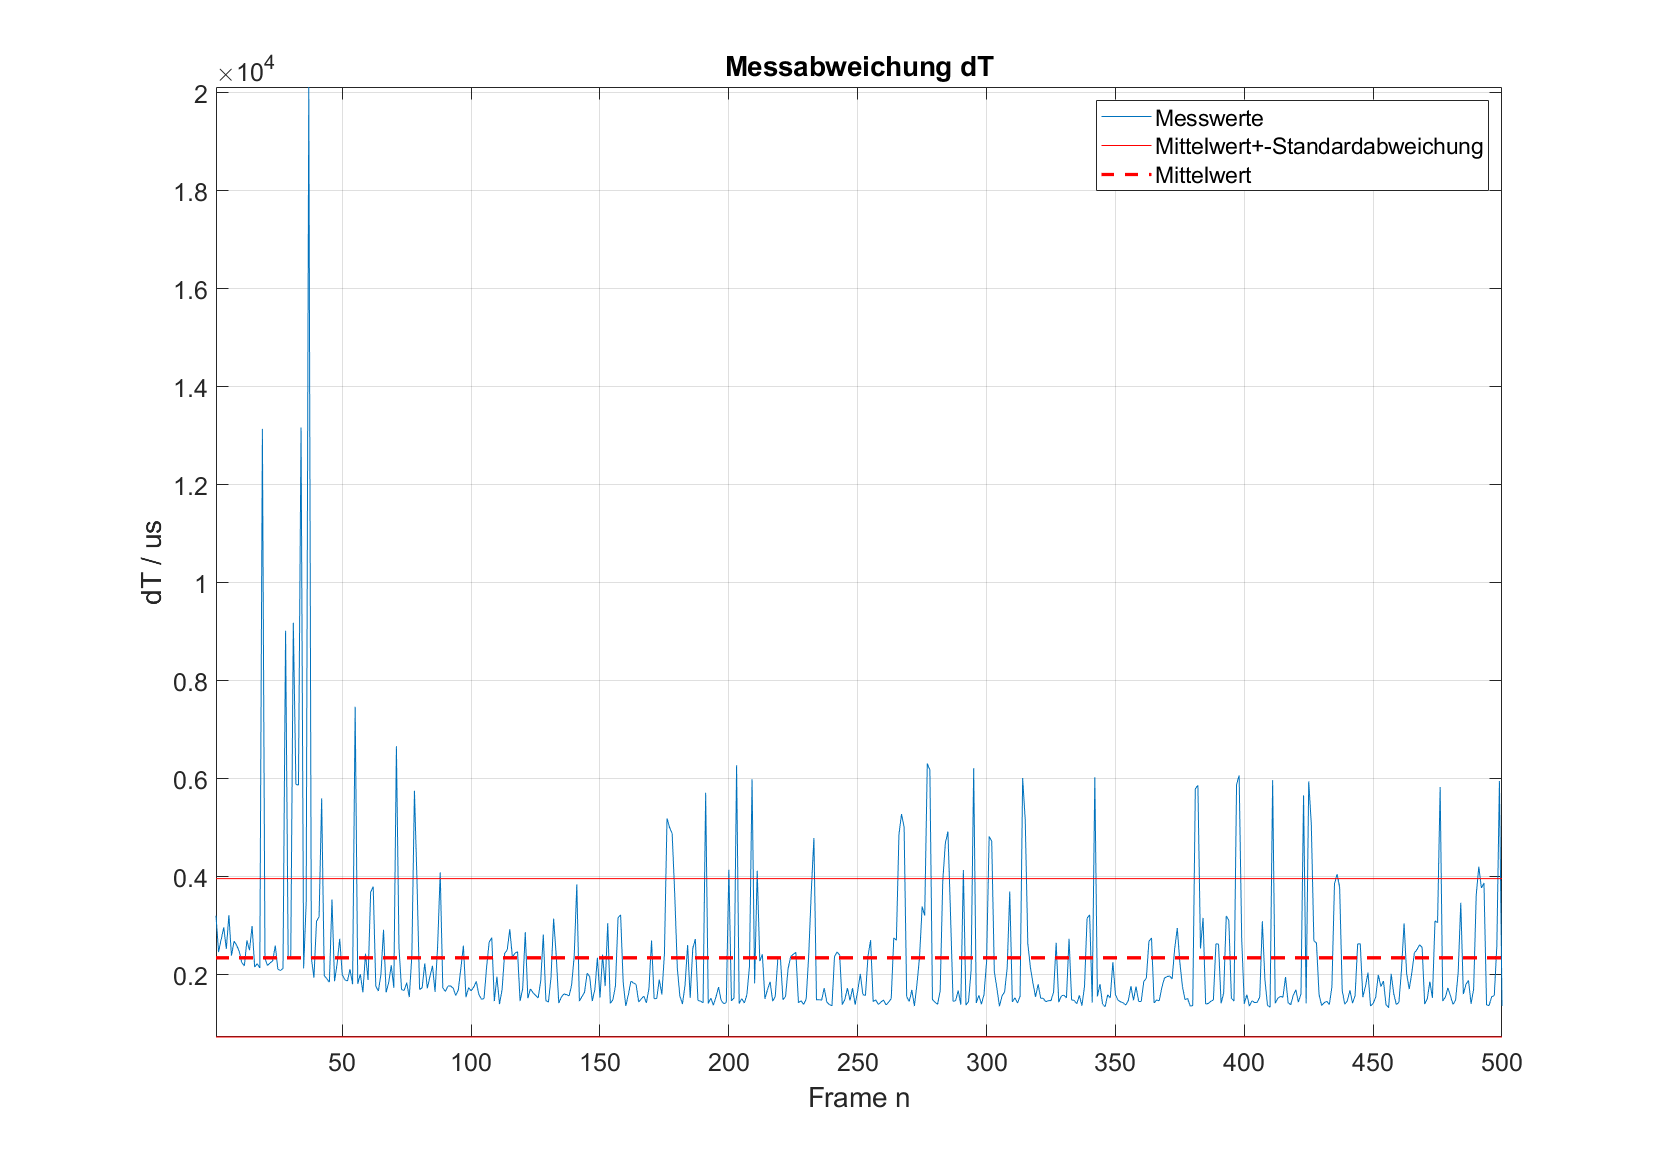 Messabweichung dT
×10^4
2
1.8
1.6
1.4
1.2
1
0.8
0.6
0.4
0.2
dT / us
50 100 150 200 250 300 350 400 450 500
Frame n
Messwerte
Mittelwert+-Standardabweichung
Mittelwert